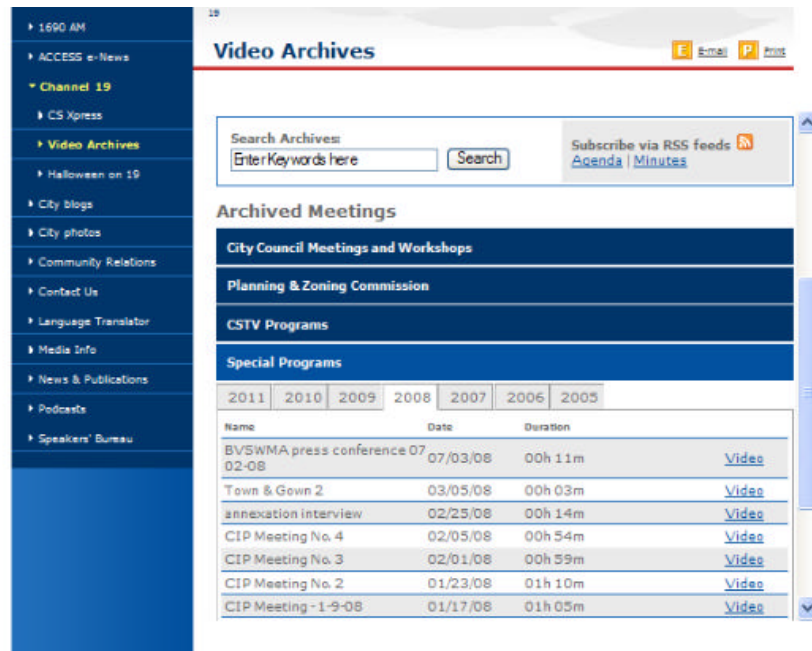 1690 AM
ACCESS e-News
Channel 19
CS Xpress
Video Archives
Halloween on 19
City blogs
City photos
Community Relations
Contact Us
Language Translator
Media Info
News & Publications
Podcasts
Speakers' Bureau
19
Video Archives
E E-mail P Print
Search Archives:
Enter Keywords here Search
Subscribe via RSS feeds
Agenda | Minutes
Archived Meetings
City Council Meetings and Workshops
Planning & Zoning Commission
CSTV Programs
Special Programs
2011 2010 2009 2008 2007 2006 2005
Name Date Duration
BVSWMA press conference 07
02-08 07/03/08 00h 11m Video
Town & Gown 2 03/05/08 00h 03m Video
annexation interview 02/25/08 00h 14m Video
CIP Meeting No. 4 02/05/08 00h 54m Video
CIP Meeting No. 3 02/01/08 00h 59m Video
CIP Meeting No. 2 01/23/08 01h 10m Video
CIP Meeting - 1-9-08 01/17/08 01h 05m Video